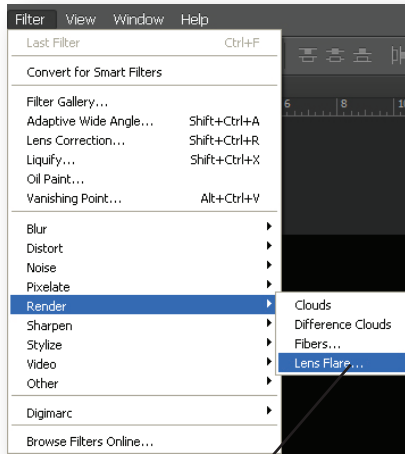 Filter View Window Help
Last Filter Ctrl+F
Convert for Smart Filters
Filter Gallery...
Adaptive Wide Angle... Shift+Ctrl+A
Lens Correction... Shift+Ctrl+R
Liquify... Shift+Ctrl+X
Oil Paint...
Vanishing Point... Alt+Ctrl+V
6 8 10
Blur
Distort
Noise
Pixelate
Render
Sharpen
Stylize
Video
Other
Clouds
Difference Clouds
Fibers...
Lens Flare...
Digimarc
Browse Filters Online...